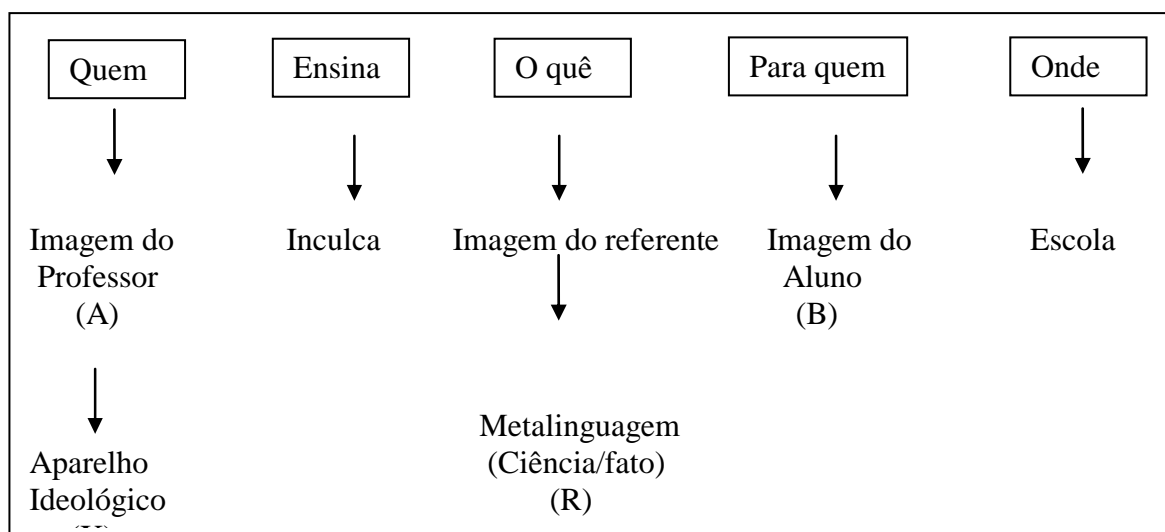 Quem Ensina O quê Para quem Onde
Imagem do Inculca Imagem do referente Imagem do Escola
Professor Aluno
(A) (B)
Metalinguagem
Aparelho (Ciência/fato)
Ideológico (R)